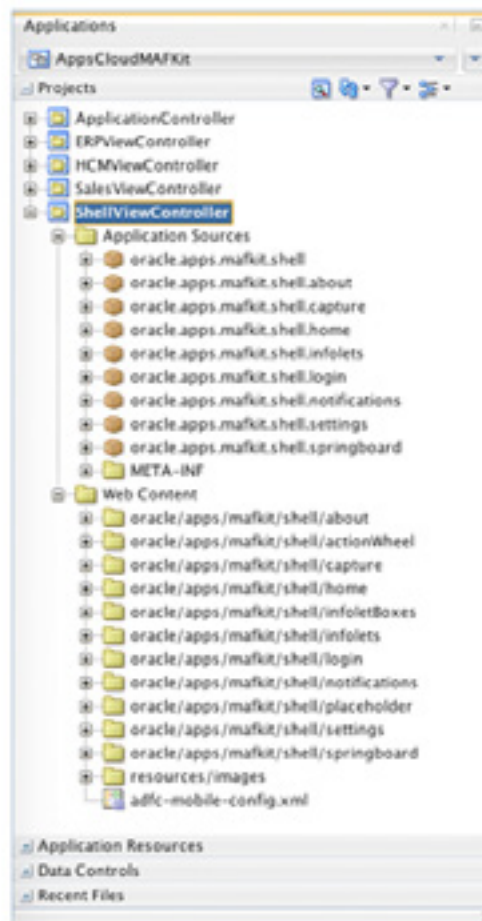 Applications
AppsCloudMAFKit
Projects
ApplicationController
ERPViewController
HCMViewController
SalesViewController
ShellViewController
Application Sources
oracle.apps.mafkit.shell
oracle.apps.mafkit.shell.about
oracle.apps.mafkit.shell.capture
oracle.apps.mafkit.shell.home
oracle.apps.mafkit.shell.infolets
oracle.apps.mafkit.shell.login
oracle.apps.mafkit.shell.notifications
oracle.apps.mafkit.shell.settings
oracle.apps.mafkit.shell.springboard
META-INF
Web Content
oracle/apps/mafkit/shell/about
oracle/apps/mafkit/shell/actionWheel
oracle/apps/mafkit/shell/capture
oracle/apps/mafkit/shell/home
oracle/apps/mafkit/shell/infoletBoxes
oracle/apps/mafkit/shell/infolets
oracle/apps/mafkit/shell/login
oracle/apps/mafkit/shell/notifications
oracle/apps/mafkit/shell/placeholder
oracle/apps/mafkit/shell/settings
oracle/apps/mafkit/shell/springboard
resources/images
adfc-mobile-config.xml
Application Resources
Data Controls
Recent Files